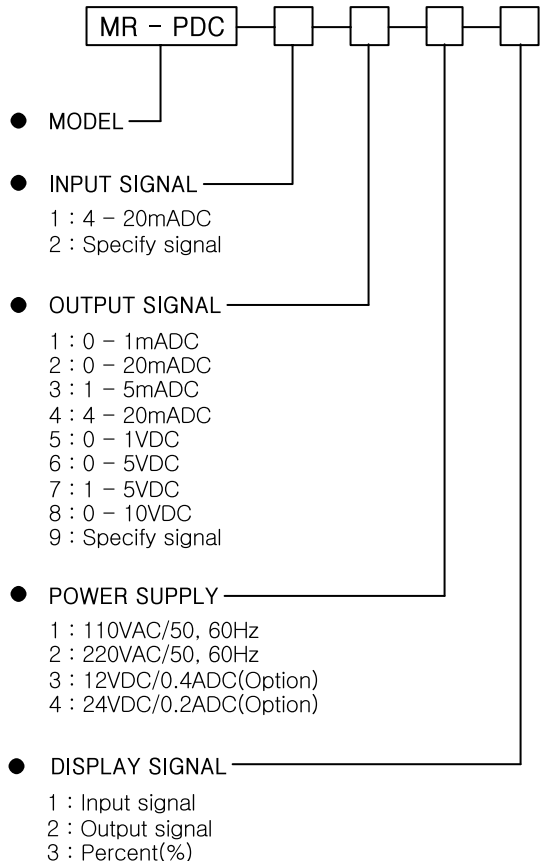 MR - PDC
● MODEL
● INPUT SIGNAL
1 : 4 - 20mADC
2 : Specify signal
● OUTPUT SIGNAL
1 : 0 - 1mADC
2 : 0 - 20mADC
3 : 1 - 5mADC
4 : 4 - 20mADC
5 : 0 - 1VDC
6 : 0 - 5VDC
7 : 1 - 5VDC
8 : 0 - 10VDC
9 : Specify signal
● POWER SUPPLY
1 : 110VAC/50, 60Hz
2 : 220VAC/50, 60Hz
3 : 12VDC/0.4ADC(Option)
4 : 24VDC/0.2ADC(Option)
● DISPLAY SIGNAL
1 : Input signal
2 : Output signal
3 : Percent(%)